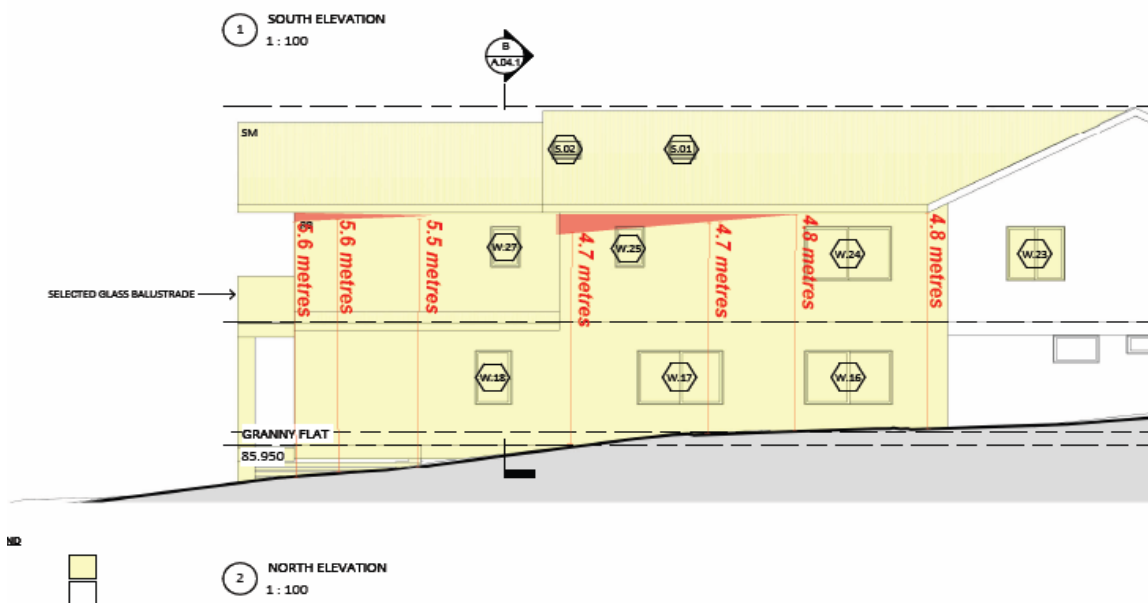 1 SOUTH ELEVATION
1 : 100
B
A.04.1
SM
S.02
S.01
5.6 metres
5.6 metres
5.5 metres
W.27
4.7 metres
W.25
4.7 metres
4.8 metres
W.24
4.8 metres
W.23
SELECTED GLASS BALUSTRADE
W.18
W.17
W.16
GRANNY FLAT
85.950
2 NORTH ELEVATION
1 : 100